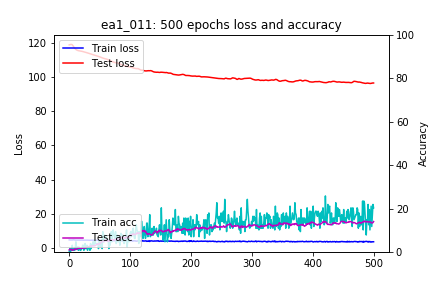 ea1_011: 500 epochs loss and accuracy
Train loss
Test loss
Train acc
Test acc
Loss
Accuracy
0
20
40
60
80
100
120
0
20
40
60
80
100
0
100
200
300
400
500